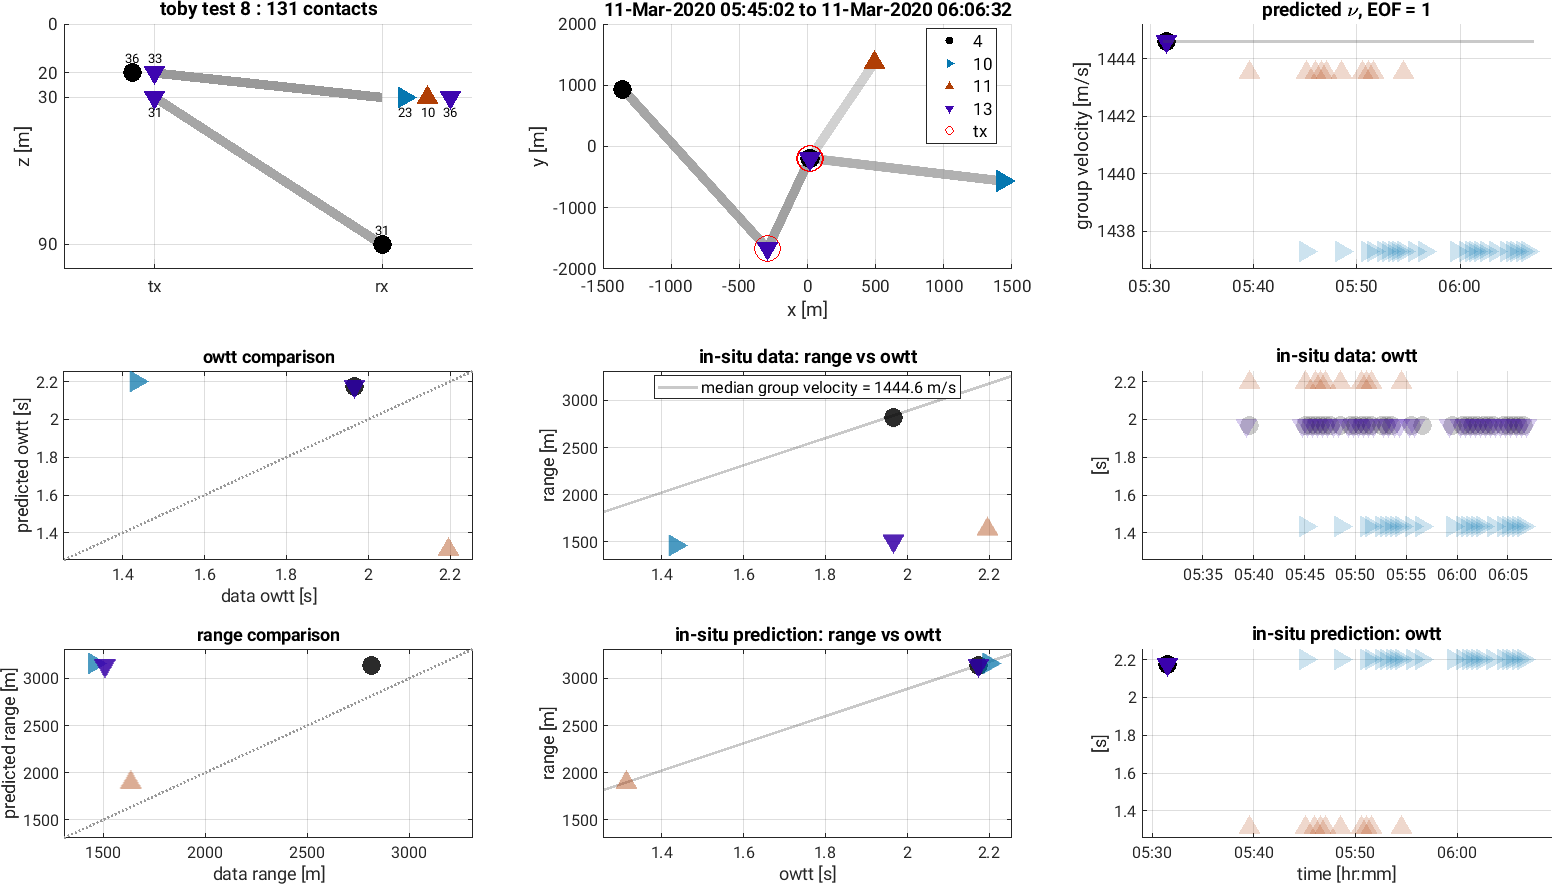 toby test 8 : 131 contacts
0
20
30
90
z [m]
36 33
31
23 10 36
31
tx
rx
11-Mar-2020 05:45:02 to 11-Mar-2020 06:06:32
2000
1000
0
-1000
-2000
y [m]
4
10
11
13
tx
-1500 -1000 -500 0 500 1000 1500
x [m]
predicted ν, EOF = 1
1444
1442
1440
1438
group velocity [m/s]
05:30 05:40 05:50 06:00
owtt comparison
2.2
2
1.8
1.6
1.4
predicted owtt [s]
1.4 1.6 1.8 2 2.2
data owtt [s]
in-situ data: range vs owtt
median group velocity = 1444.6 m/s
3000
2500
2000
1500
range [m]
1.4 1.6 1.8 2 2.2
in-situ data: owtt
2.2
2
1.8
1.6
1.4
[s]
05:35 05:40 05:45 05:50 05:55 06:00 06:05
range comparison
3000
2500
2000
1500
predicted range [m]
1500 2000 2500 3000
data range [m]
in-situ prediction: range vs owtt
3000
2500
2000
1500
range [m]
1.4 1.6 1.8 2 2.2
owtt [s]
in-situ prediction: owtt
2.2
2
1.8
1.6
1.4
[s]
05:30 05:40 05:50 06:00
time [hr:mm]